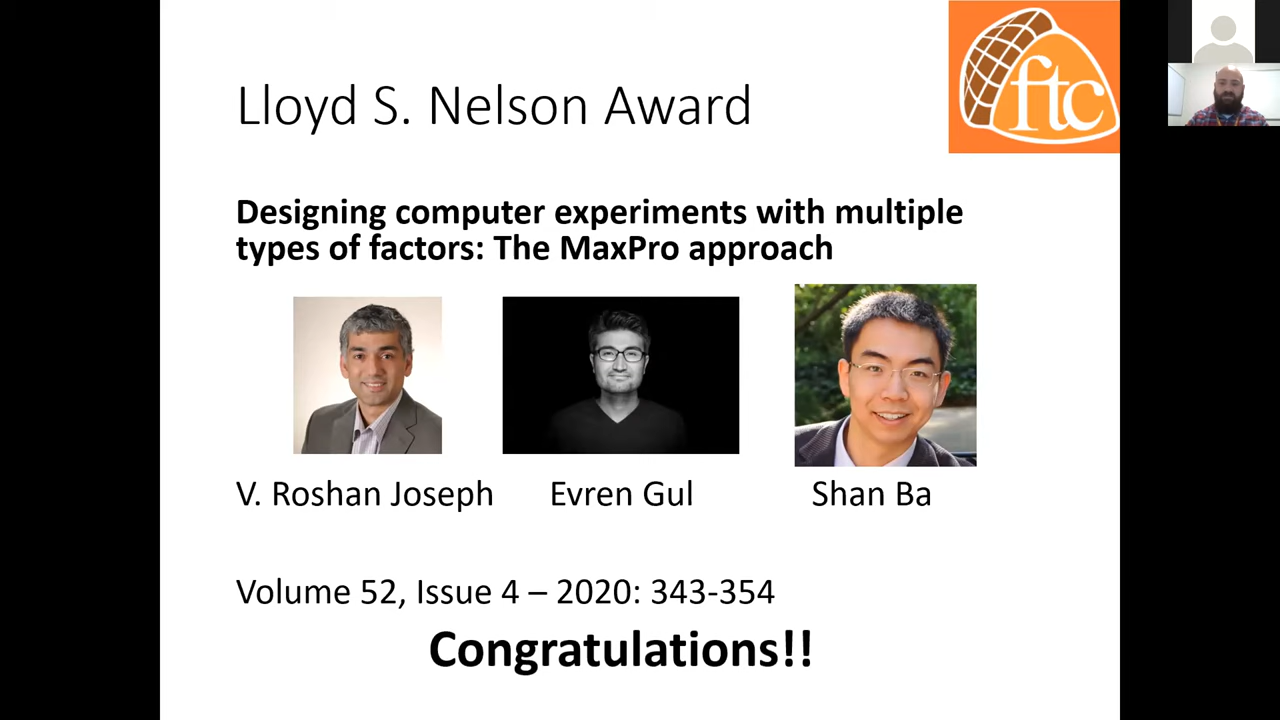 Lloyd S. Nelson Award
ftc
Designing computer experiments with multiple
types of factors: The MaxPro approach
V. Roshan Joseph
Evren Gul
Shan Ba
Volume 52, Issue 4 – 2020: 343-354
Congratulations!!